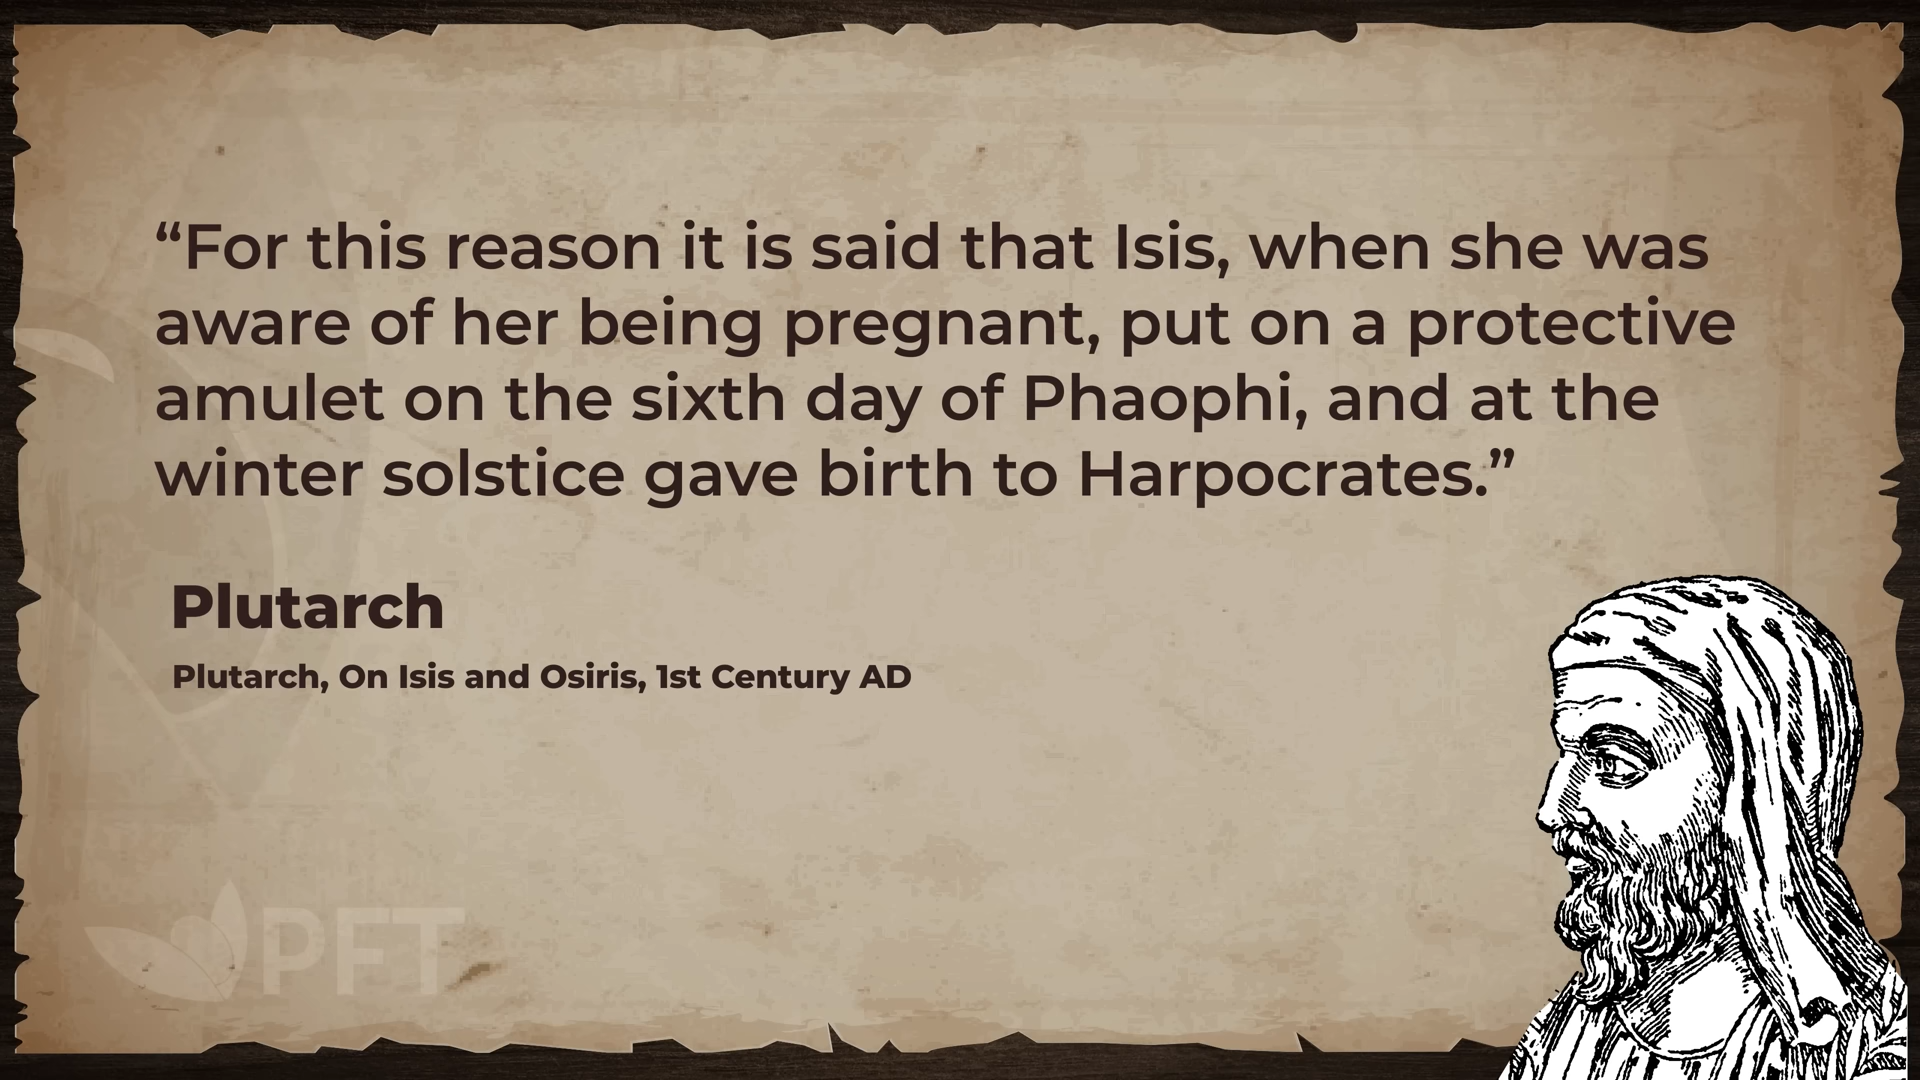 “For this reason it is said that Isis, when she was
aware of her being pregnant, put on a protective
amulet on the sixth day of Phaophi, and at the
winter solstice gave birth to Harpocrates.”
Plutarch
Plutarch, On Isis and Osiris, 1st Century AD
PFT